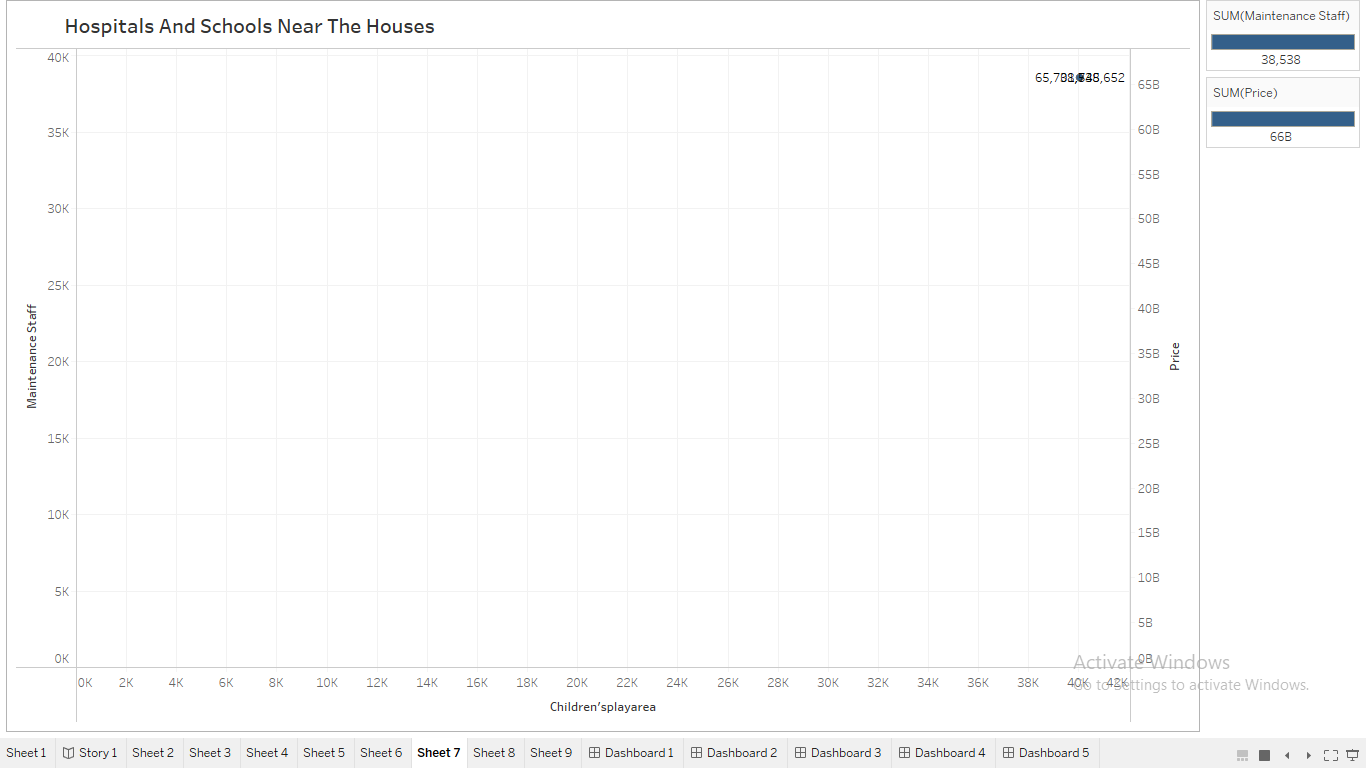 Hospitals And Schools Near The Houses
SUM(Maintenance Staff)
38,538
SUM(Price)
66B
40K
35K
30K
25K
20K
15K
10K
5K
0K
Maintenance Staff
65B
60B
55B
50B
45B
40B
35B
30B
25B
20B
15B
10B
5B
0B
Price
0K 2K 4K 6K 8K 10K 12K 14K 16K 18K 20K 22K 24K 26K 28K 30K 32K 34K 36K 38K 40K 42K
Children’splayarea
Activate Windows
Go to Settings to activate Windows.
Sheet 1 Story 1 Sheet 2 Sheet 3 Sheet 4 Sheet 5 Sheet 6 Sheet 7 Sheet 8 Sheet 9 Dashboard 1 Dashboard 2 Dashboard 3 Dashboard 4 Dashboard 5